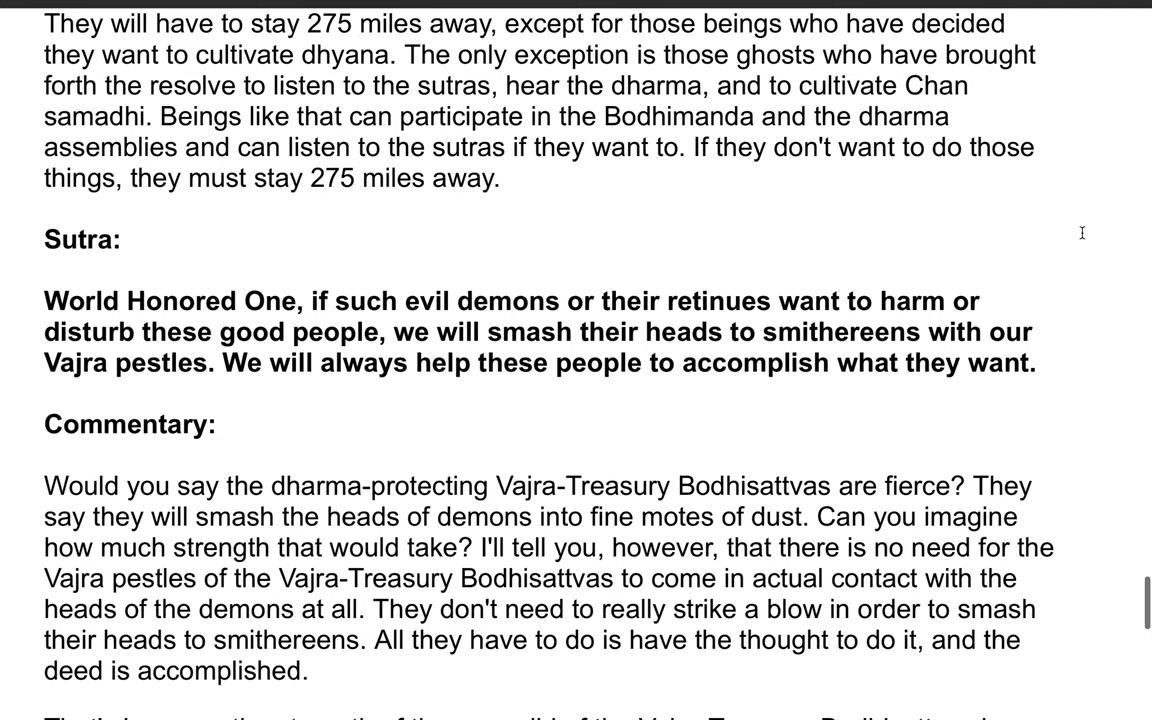 They will have to stay 275 miles away, except for those beings who have decided
they want to cultivate dhyana. The only exception is those ghosts who have brought
forth the resolve to listen to the sutras, hear the dharma, and to cultivate Chan
samadhi. Beings like that can participate in the Bodhimanda and the dharma
assemblies and can listen to the sutras if they want to. If they don't want to do those
things, they must stay 275 miles away.
Sutra:
World Honored One, if such evil demons or their retinues want to harm or
disturb these good people, we will smash their heads to smithereens with our
Vajra pestles. We will always help these people to accomplish what they want.
Commentary:
Would you say the dharma-protecting Vajra-Treasury Bodhisattvas are fierce? They
say they will smash the heads of demons into fine motes of dust. Can you imagine
how much strength that would take? I'll tell you, however, that there is no need for the
Vajra pestles of the Vajra-Treasury Bodhisattvas to come in actual contact with the
heads of the demons at all. They don't need to really strike a blow in order to smash
their heads to smithereens. All they have to do is have the thought to do it, and the
deed is accomplished.